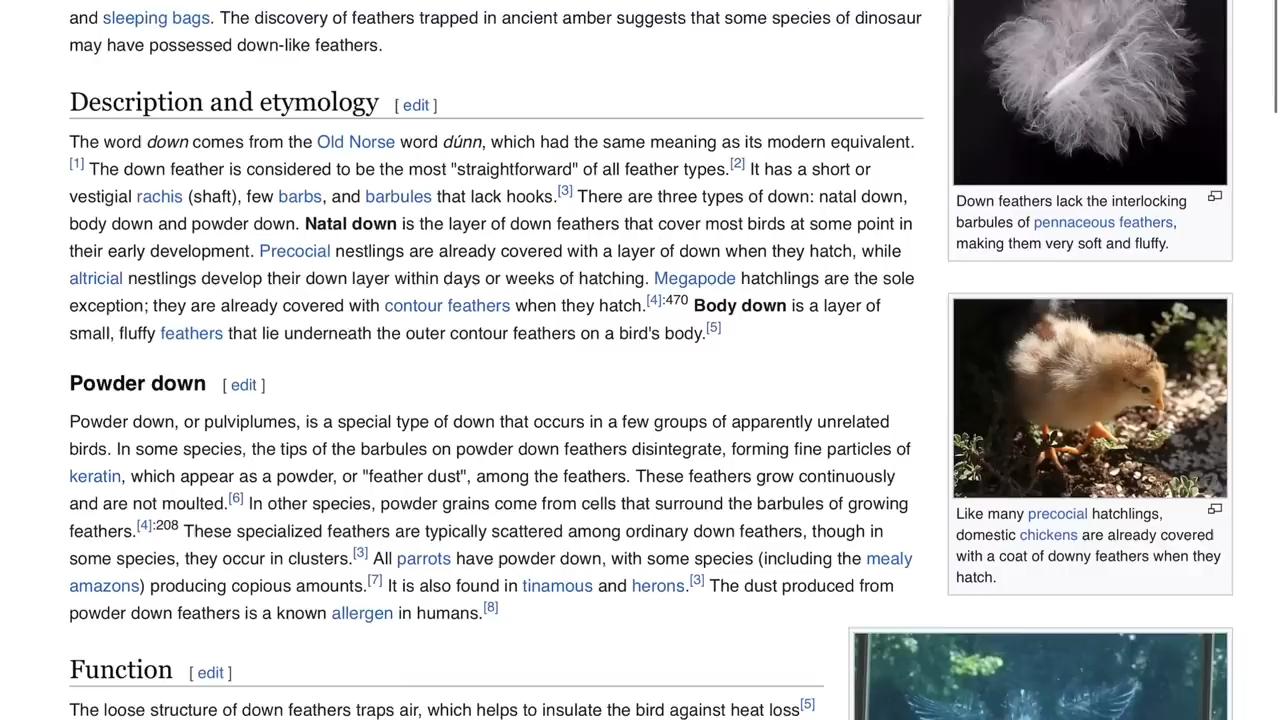 and sleeping bags. The discovery of feathers trapped in ancient amber suggests that some species of dinosaur
may have possessed down-like feathers.
Description and etymology [ edit ]
The word down comes from the Old Norse word dúnn, which had the same meaning as its modern equivalent.
[1] The down feather is considered to be the most "straightforward" of all feather types.[2] It has a short or
vestigial rachis (shaft), few barbs, and barbules that lack hooks.[3] There are three types of down: natal down,
body down and powder down. Natal down is the layer of down feathers that cover most birds at some point in
their early development. Precocial nestlings are already covered with a layer of down when they hatch, while
altricial nestlings develop their down layer within days or weeks of hatching. Megapode hatchlings are the sole
exception; they are already covered with contour feathers when they hatch.[4]:470 Body down is a layer of
small, fluffy feathers that lie underneath the outer contour feathers on a bird's body.[5]
Powder down [ edit ]
Powder down, or pulviplumes, is a special type of down that occurs in a few groups of apparently unrelated
birds. In some species, the tips of the barbules on powder down feathers disintegrate, forming fine particles of
keratin, which appear as a powder, or "feather dust", among the feathers. These feathers grow continuously
and are not moulted.[6] In other species, powder grains come from cells that surround the barbules of growing
feathers.[4]:208 These specialized feathers are typically scattered among ordinary down feathers, though in
some species, they occur in clusters.[3] All parrots have powder down, with some species (including the mealy
amazons) producing copious amounts.[7] It is also found in tinamous and herons.[3] The dust produced from
powder down feathers is a known allergen in humans.[8]
Function [ edit ]
The loose structure of down feathers traps air, which helps to insulate the bird against heat loss[5]
Down feathers lack the interlocking
barbules of pennaceous feathers,
making them very soft and fluffy.
Like many precocial hatchlings,
domestic chickens are already covered
with a coat of downy feathers when they
hatch.